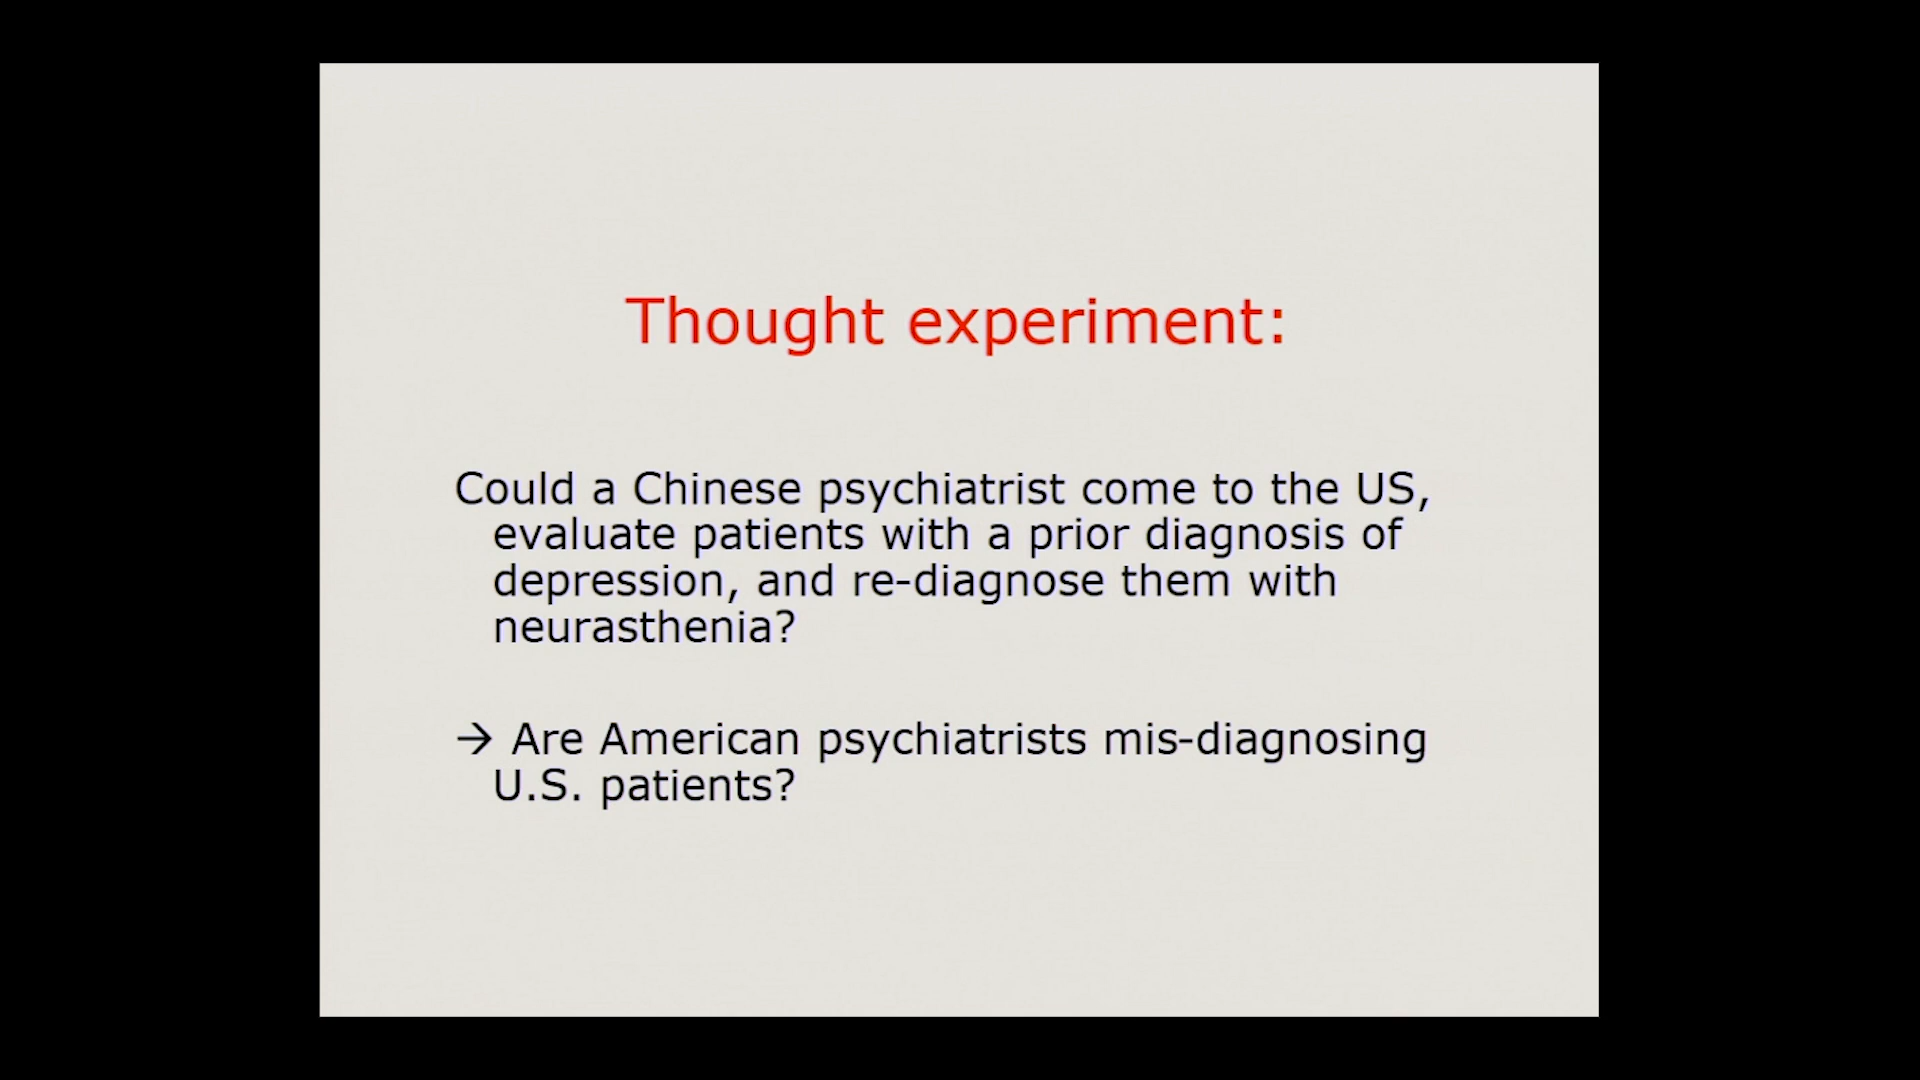 Thought experiment:
Could a Chinese psychiatrist come to the US,
evaluate patients with a prior diagnosis of
depression, and re-diagnose them with
neurasthenia?
→ Are American psychiatrists mis-diagnosing
U.S. patients?